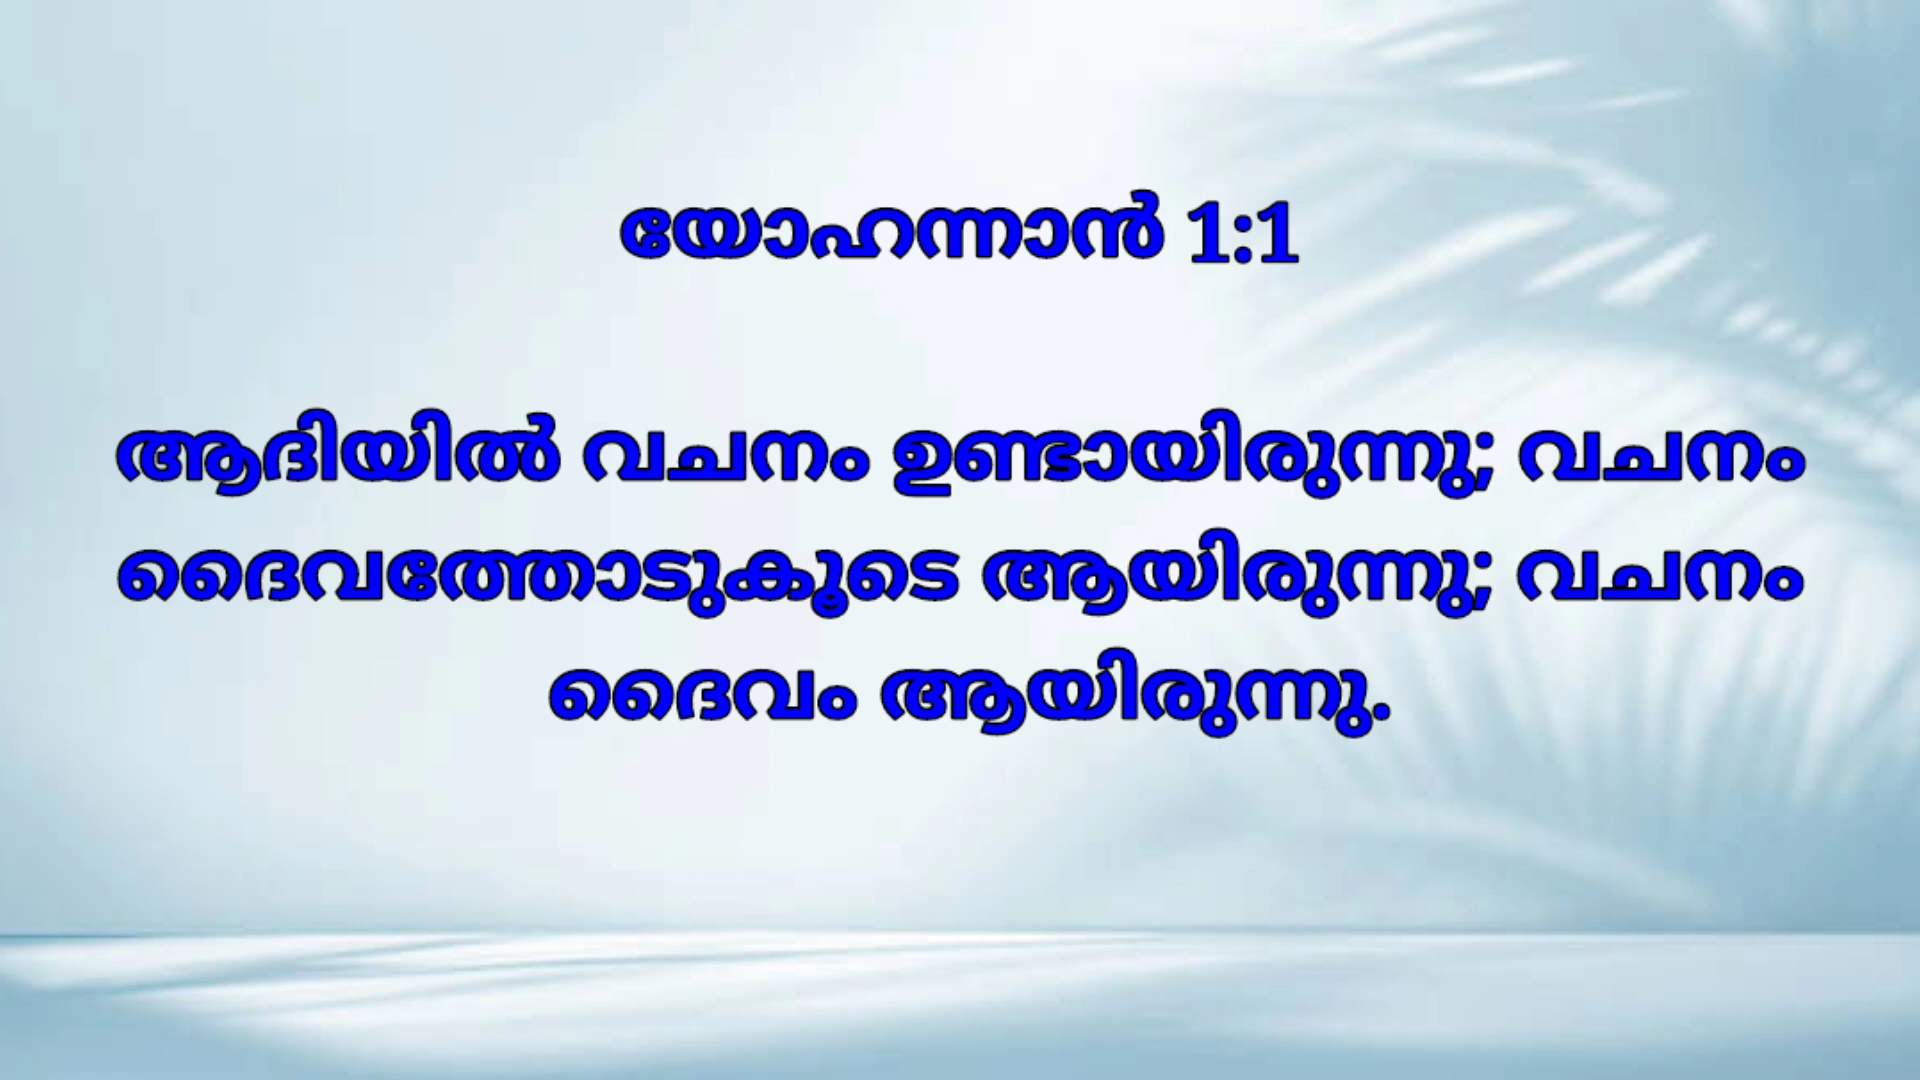 യോഹന്നാൻ 1:1
ആദിയിൽ വചനം ഉണ്ടായിരുന്നു; വചനം
ദൈവത്തോടുകൂടെ ആയിരുന്നു; വചനം
ദൈവം ആയിരുന്നു.